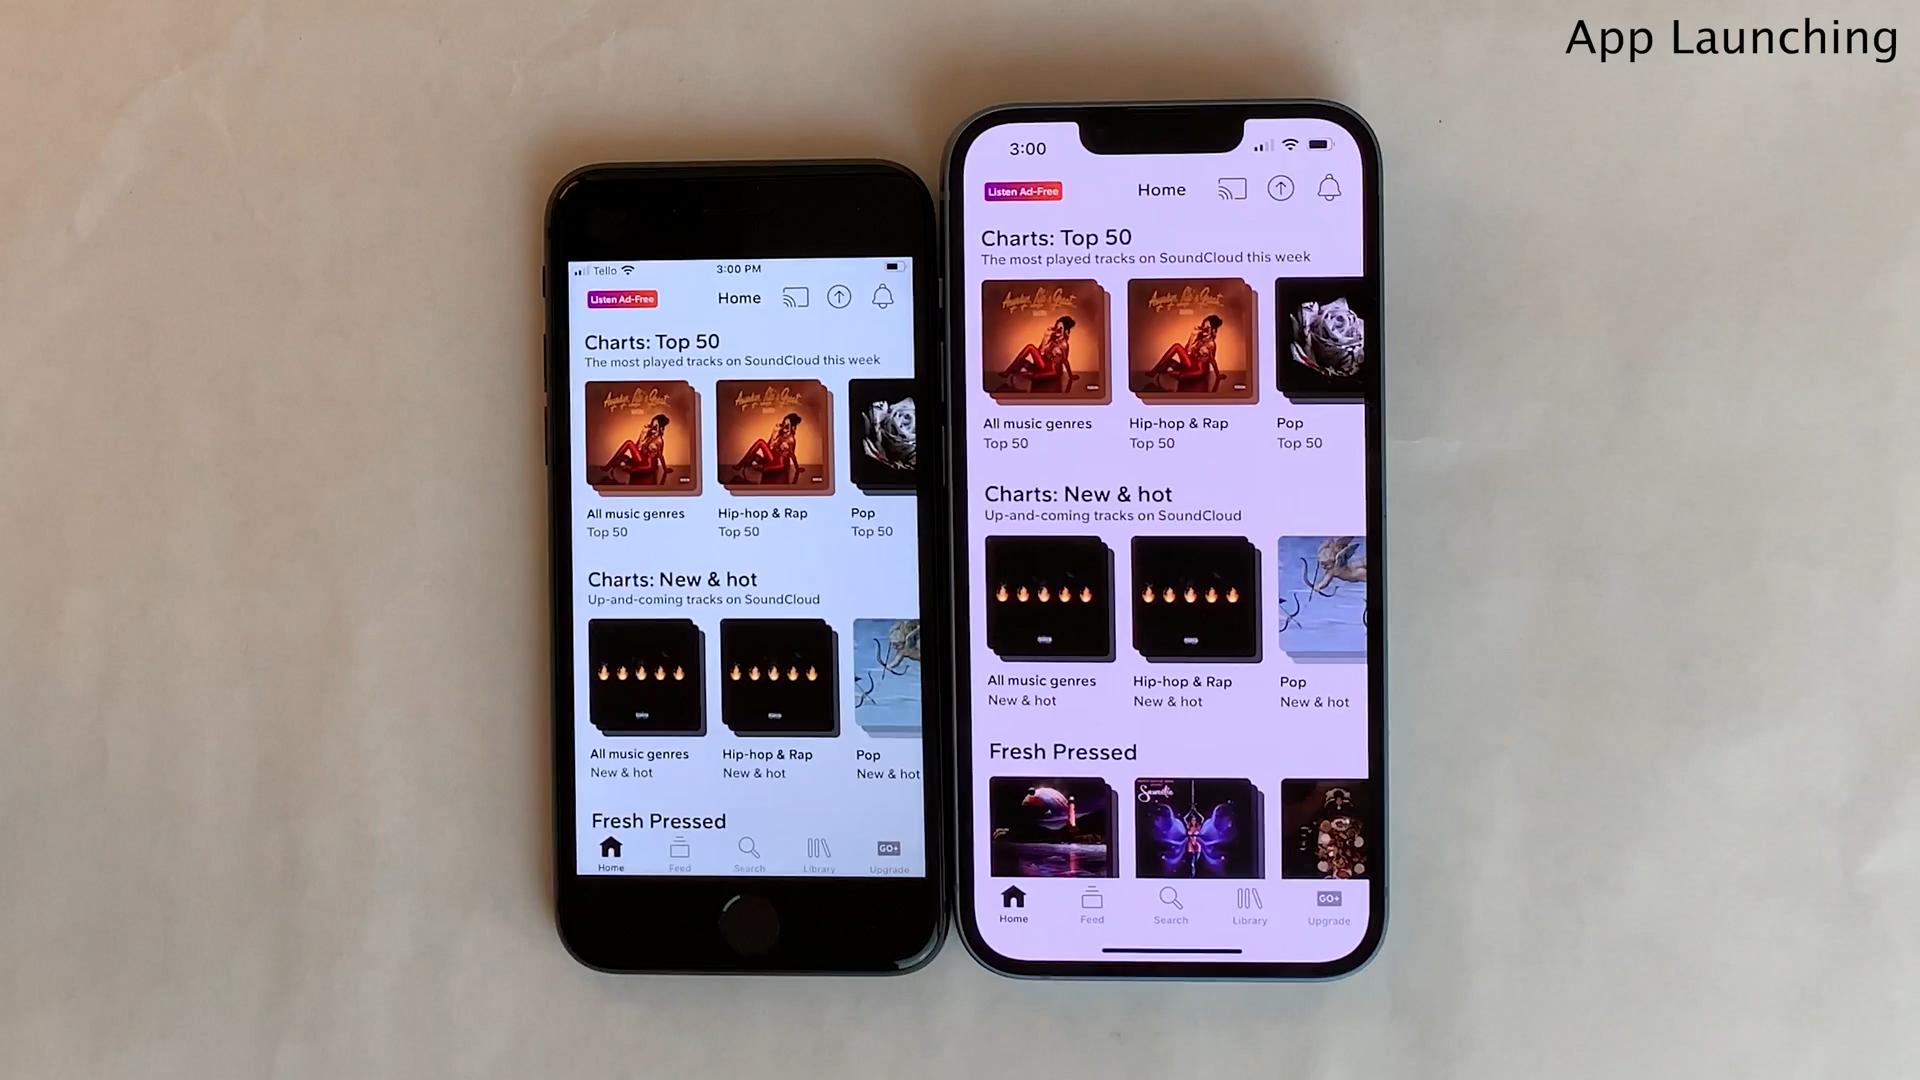 App Launching
Tello
3:00 PM
Listen Ad-Free
Home
Charts: Top 50
The most played tracks on SoundCloud this week
All music genres
Top 50
Hip-hop & Rap
Top 50
Pop
Top 50
Charts: New & hot
Up-and-coming tracks on SoundCloud
All music genres
New & hot
Hip-hop & Rap
New & hot
Pop
New & hot
Fresh Pressed
Home
Feed
Search
Library
GO+
Upgrade
3:00
Listen Ad-Free
Home
Charts: Top 50
The most played tracks on SoundCloud this week
All music genres
Top 50
Hip-hop & Rap
Top 50
Pop
Top 50
Charts: New & hot
Up-and-coming tracks on SoundCloud
All music genres
New & hot
Hip-hop & Rap
New & hot
Pop
New & hot
Fresh Pressed
Saweetie
Home
Feed
Search
Library
GO+
Upgrade